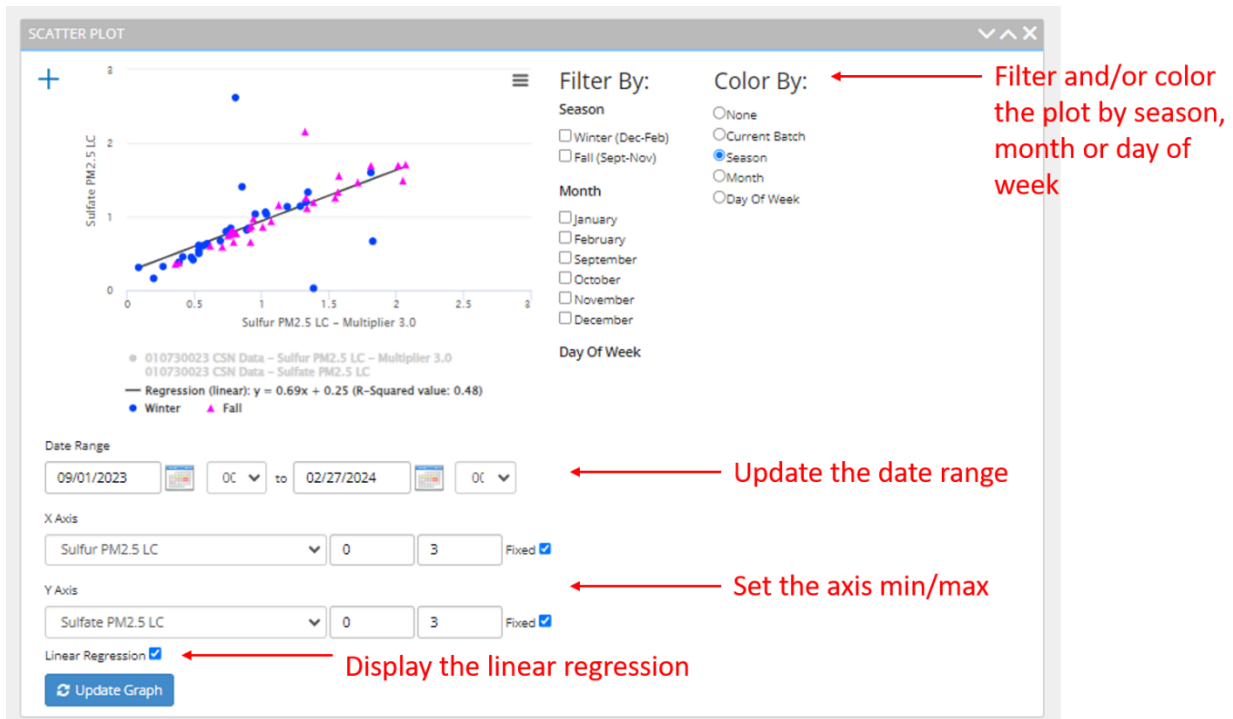 SCATTER PLOT
3
2
1
0
Sulfate PM2.5 LC
0 0.5 1 1.5 2 2.5 3
Sulfur PM2.5 LC – Multiplier 3.0
010730023 CSN Data – Sulfur PM2.5 LC – Multiplier 3.0
010730023 CSN Data – Sulfate PM2.5 LC
Regression (linear): y = 0.69x + 0.25 (R-Squared value: 0.48)
Winter Fall
Filter By:
Season
Winter (Dec-Feb)
Fall (Sept-Nov)
Month
January
February
September
October
November
December
Day Of Week
Color By:
None
Current Batch
Season
Month
Day Of Week
Filter and/or color
the plot by season,
month or day of
week
Date Range
09/01/2023 to 02/27/2024
Update the date range
X Axis
Sulfur PM2.5 LC 0 3 Fixed
Y Axis
Set the axis min/max
Sulfate PM2.5 LC 0 3 Fixed
Linear Regression
Display the linear regression
Update Graph